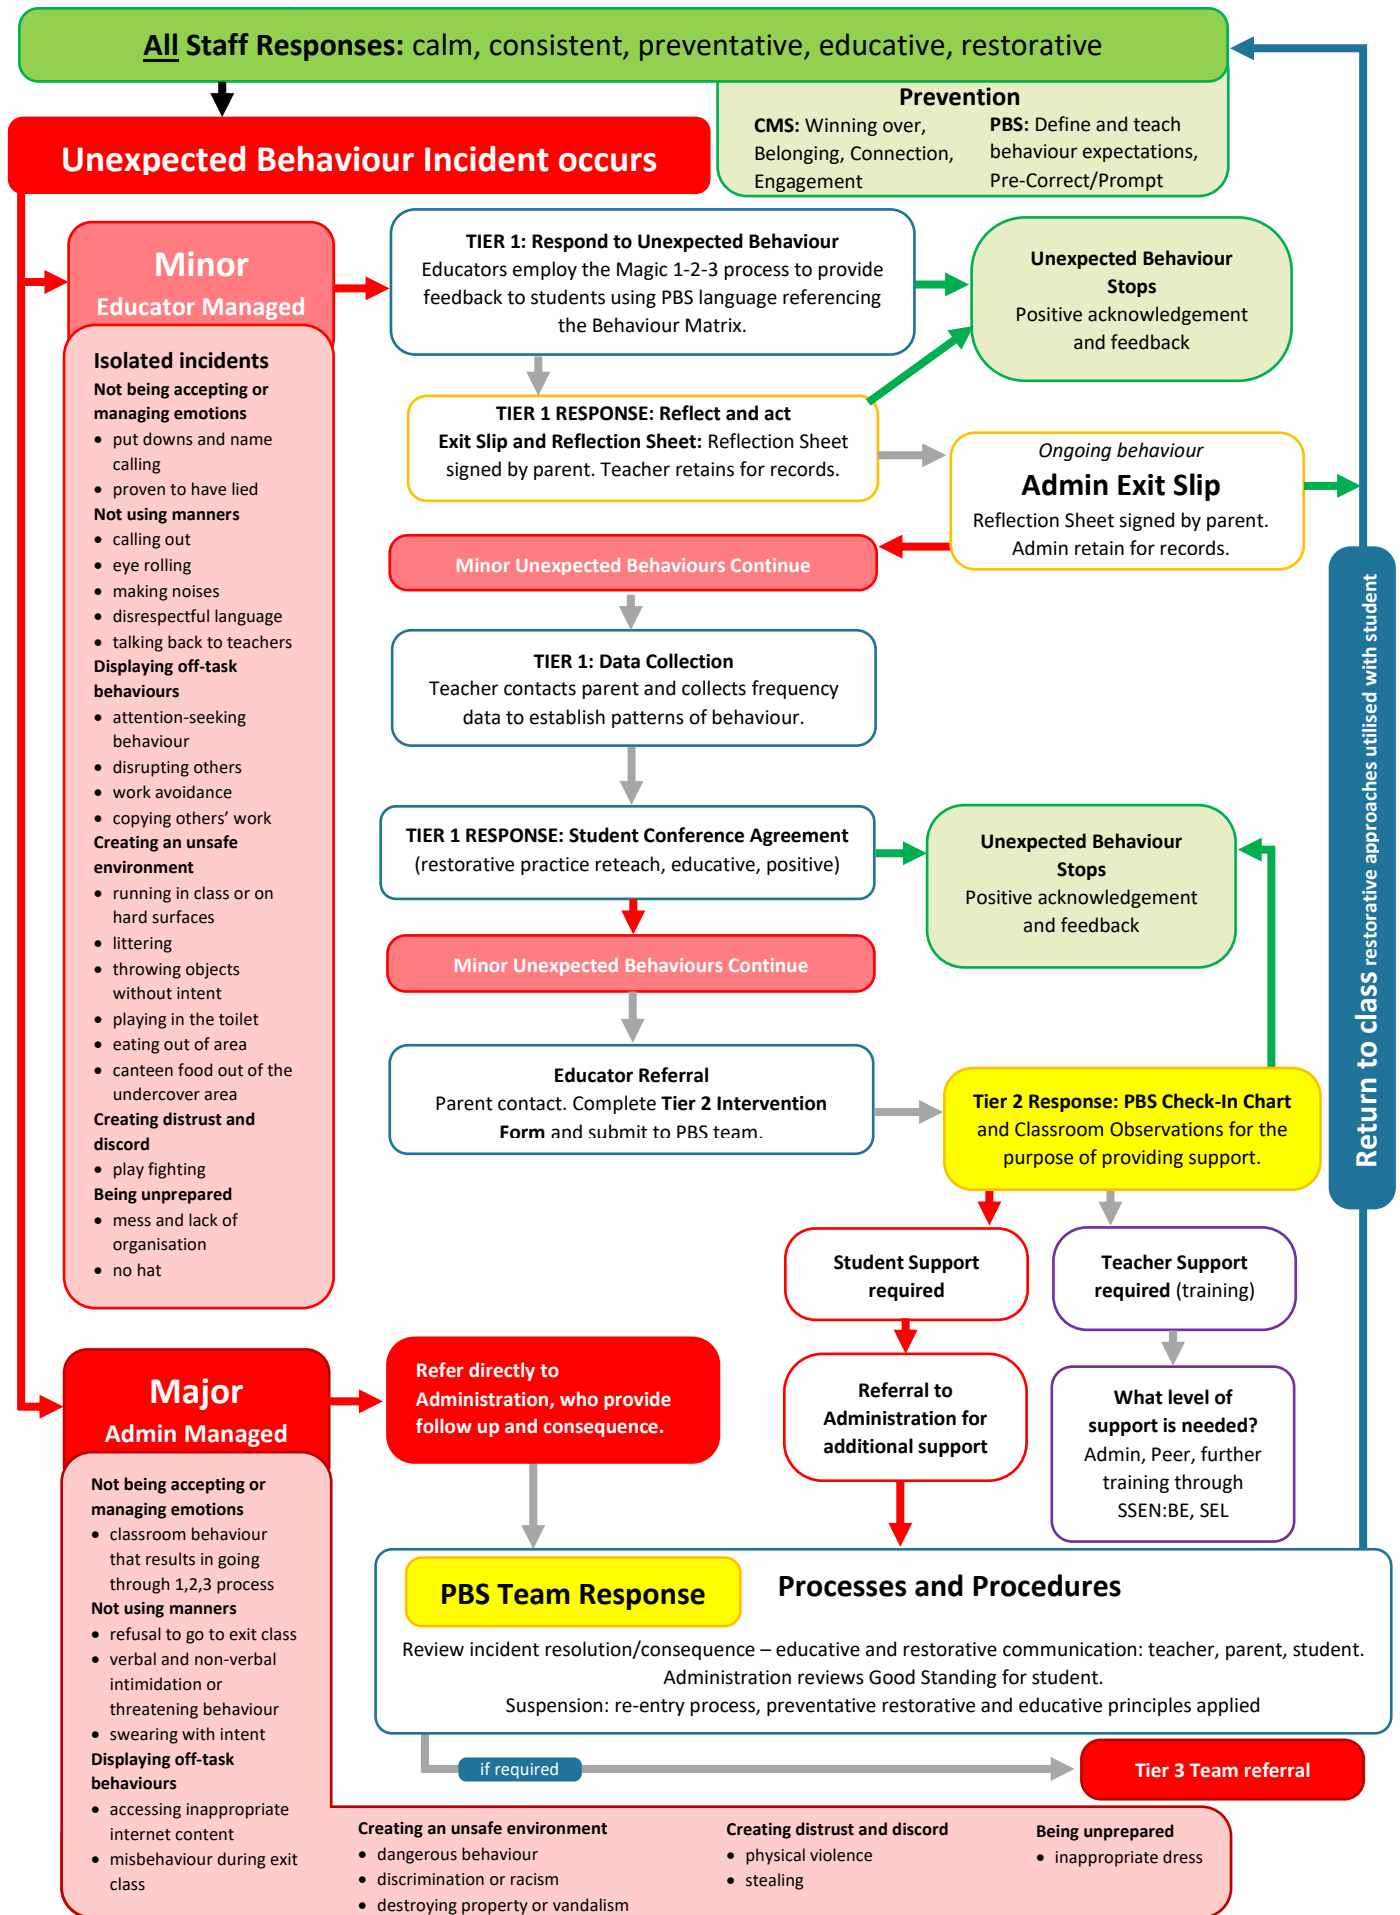 All Staff Responses: calm, consistent, preventative, educative, restorative
Prevention
CMS: Winning over,
Belonging, Connection,
Engagement
PBS: Define and teach
behaviour expectations,
Pre-Correct/Prompt
Unexpected Behaviour Incident occurs
Minor
Educator Managed
Isolated incidents
Not being accepting or
managing emotions
• put downs and name
calling
• proven to have lied
Not using manners
• calling out
• eye rolling
• making noises
• disrespectful language
• talking back to teachers
Displaying off-task
behaviours
• attention-seeking
behaviour
• disrupting others
• work avoidance
• copying others’ work
Creating an unsafe
environment
• running in class or on
hard surfaces
• littering
• throwing objects
without intent
• playing in the toilet
• eating out of area
• canteen food out of the
undercover area
Creating distrust and
discord
• play fighting
Being unprepared
• mess and lack of
organisation
• no hat
TIER 1: Respond to Unexpected Behaviour
Educators employ the Magic 1-2-3 process to provide
feedback to students using PBS language referencing
the Behaviour Matrix.
Unexpected Behaviour
Stops
Positive acknowledgement
and feedback
TIER 1 RESPONSE: Reflect and act
Exit Slip and Reflection Sheet: Reflection Sheet
signed by parent. Teacher retains for records.
Ongoing behaviour
Admin Exit Slip
Reflection Sheet signed by parent.
Admin retain for records.
Minor Unexpected Behaviours Continue
TIER 1: Data Collection
Teacher contacts parent and collects frequency
data to establish patterns of behaviour.
TIER 1 RESPONSE: Student Conference Agreement
(restorative practice reteach, educative, positive)
Unexpected Behaviour
Stops
Positive acknowledgement
and feedback
Minor Unexpected Behaviours Continue
Educator Referral
Parent contact. Complete Tier 2 Intervention
Form and submit to PBS team.
Tier 2 Response: PBS Check-In Chart
and Classroom Observations for the
purpose of providing support.
Return to class restorative approaches utilised with student
Student Support
required
Teacher Support
required (training)
Referral to
Administration for
additional support
What level of
support is needed?
Admin, Peer, further
training through
SSEN:BE, SEL
Major
Admin Managed
Refer directly to
Administration, who provide
follow up and consequence.
Not being accepting or
managing emotions
• classroom behaviour
that results in going
through 1,2,3 process
Not using manners
• refusal to go to exit class
• verbal and non-verbal
intimidation or
threatening behaviour
• swearing with intent
Displaying off-task
behaviours
• accessing inappropriate
internet content
• misbehaviour during exit
class
Creating an unsafe environment
• dangerous behaviour
• discrimination or racism
• destroying property or vandalism
Creating distrust and discord
• physical violence
• stealing
Being unprepared
• inappropriate dress
PBS Team Response
Processes and Procedures
Review incident resolution/consequence – educative and restorative communication: teacher, parent, student.
Administration reviews Good Standing for student.
Suspension: re-entry process, preventative restorative and educative principles applied
if required
Tier 3 Team referral